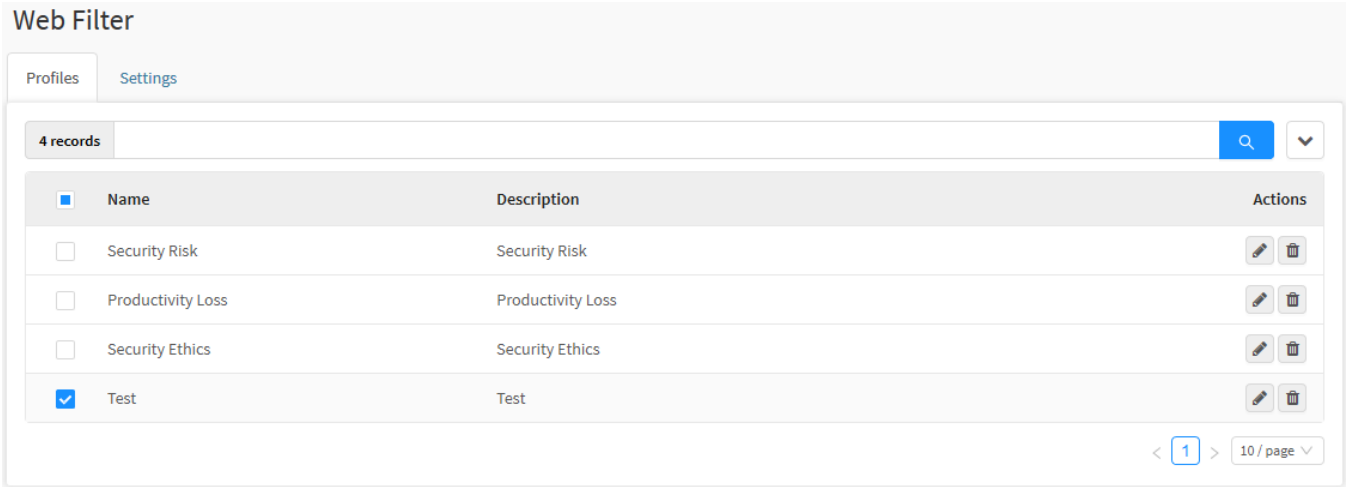 Web Filter
Profiles Settings
4 records
Name Description Actions
Security Risk Security Risk
Productivity Loss Productivity Loss
Security Ethics Security Ethics
Test Test
< 1 > 10 / page